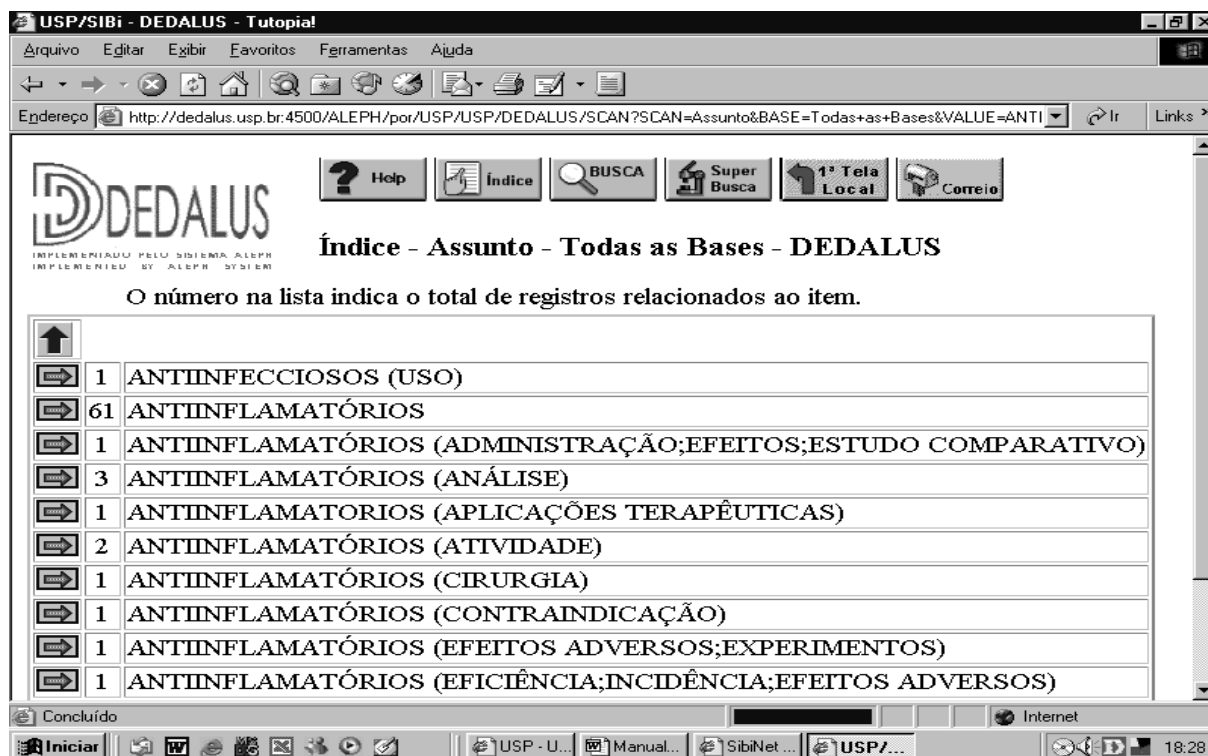 USP/SIBi - DEDALUS - Tutopia!
Arquivo Editar Exibir Favoritos Ferramentas Ajuda
Endereço http://dedalus.usp.br:4500/ALEPH/por/USP/USP/DEDALUS/SCAN?SCAN=Assunto&BASE=Todas+as+Bases&VALUE=ANTI Ir Links
Help Índice BUSCA Super Busca 1ª Tela Local Correio
DEDALUS
IMPLEMENTADO PELO SISTEMA ALEPH
IMPLEMENTED BY ALEPH SYSTEM
Índice - Assunto - Todas as Bases - DEDALUS
O número na lista indica o total de registros relacionados ao item.
1 ANTIINFECCIOSOS (USO)
61 ANTIINFLAMATÓRIOS
1 ANTIINFLAMATÓRIOS (ADMINISTRAÇÃO;EFEITOS;ESTUDO COMPARATIVO)
3 ANTIINFLAMATÓRIOS (ANÁLISE)
1 ANTIINFLAMATORIOS (APLICAÇÕES TERAPÊUTICAS)
2 ANTIINFLAMATÓRIOS (ATIVIDADE)
1 ANTIINFLAMATÓRIOS (CIRURGIA)
1 ANTIINFLAMATÓRIOS (CONTRAINDICAÇÃO)
1 ANTIINFLAMATÓRIOS (EFEITOS ADVERSOS;EXPERIMENTOS)
1 ANTIINFLAMATÓRIOS (EFICIÊNCIA;INCIDÊNCIA;EFEITOS ADVERSOS)
Concluído Internet
Iniciar USP - U... Manual... SibiNet ... USP/... 18:28